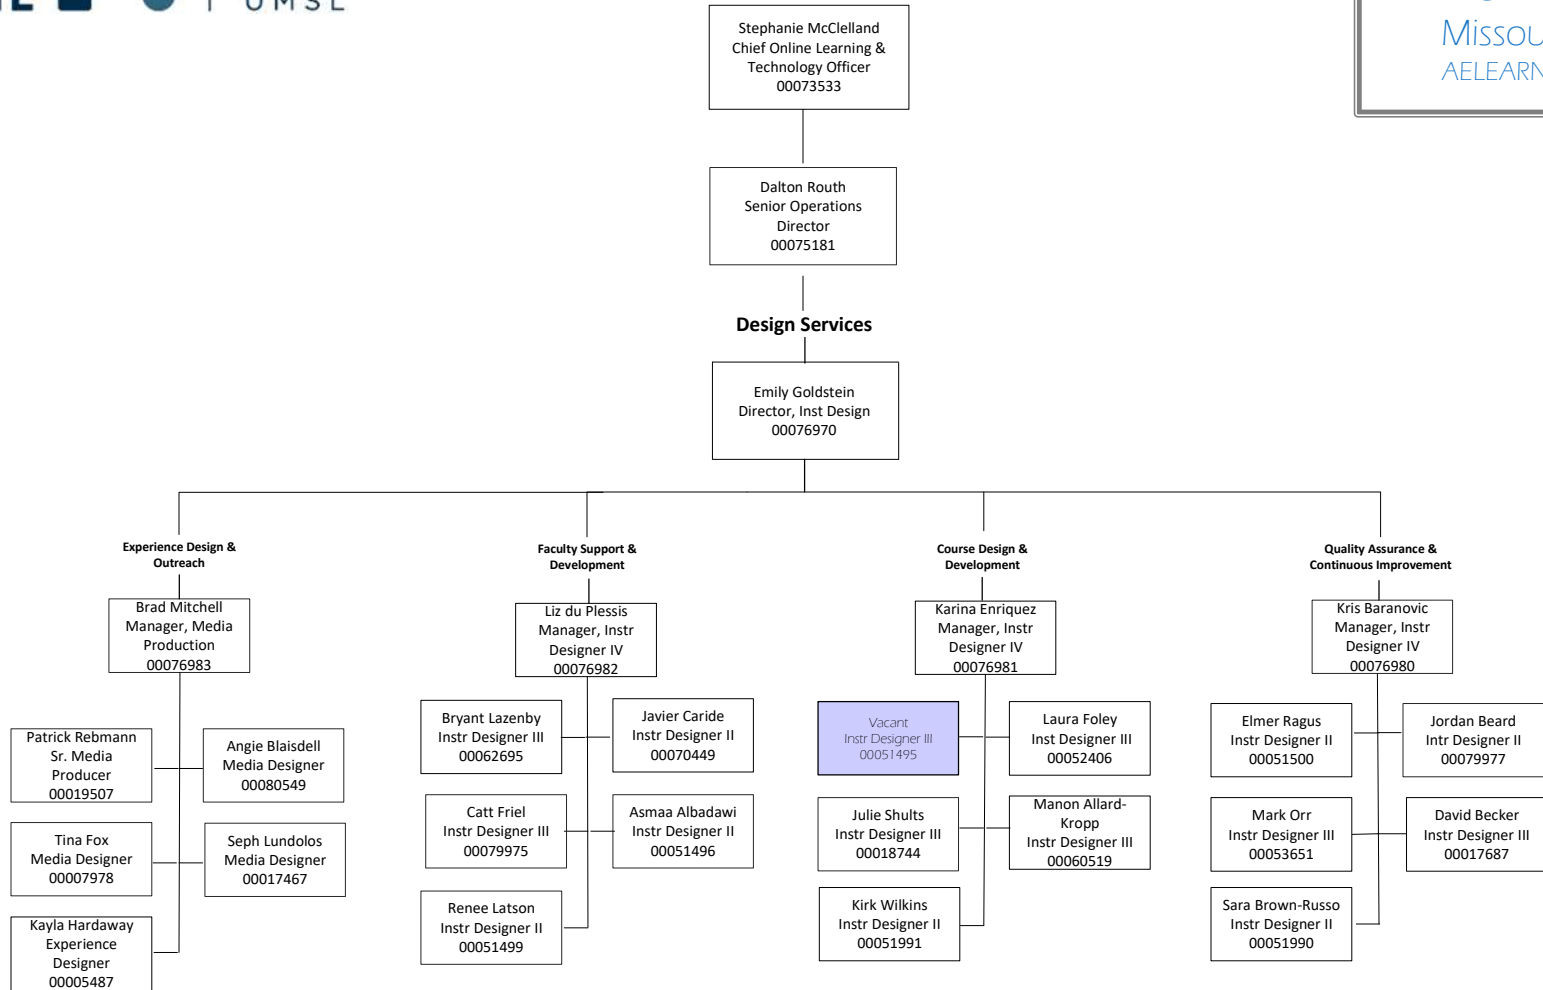 UMSL
Missou
AELEARN
Stephanie McClelland
Chief Online Learning &
Technology Officer
00073533
Dalton Routh
Senior Operations
Director
00075181
Design Services
Emily Goldstein
Director, Inst Design
00076970
Experience Design &
Outreach
Brad Mitchell
Manager, Media
Production
00076983
Patrick Rebmann
Sr. Media
Producer
00019507
Angie Blaisdell
Media Designer
00080549
Tina Fox
Media Designer
00007978
Seph Lundolos
Media Designer
00017467
Kayla Hardaway
Experience
Designer
00005487
Faculty Support &
Development
Liz du Plessis
Manager, Instr
Designer IV
00076982
Bryant Lazenby
Instr Designer III
00062695
Javier Caride
Instr Designer II
00070449
Catt Friel
Instr Designer III
00079975
Asmaa Albadawi
Instr Designer II
00051496
Renee Latson
Instr Designer II
00051499
Course Design &
Development
Karina Enriquez
Manager, Instr
Designer IV
00076981
Vacant
Instr Designer III
00051495
Laura Foley
Inst Designer III
00052406
Julie Shults
Instr Designer III
00018744
Manon Allard-
Kropp
Instr Designer III
00060519
Kirk Wilkins
Instr Designer II
00051991
Quality Assurance &
Continuous Improvement
Kris Baranovic
Manager, Instr
Designer IV
00076980
Elmer Ragus
Instr Designer II
00051500
Jordan Beard
Intr Designer II
00079977
Mark Orr
Instr Designer III
00053651
David Becker
Instr Designer III
00017687
Sara Brown-Russo
Instr Designer II
00051990